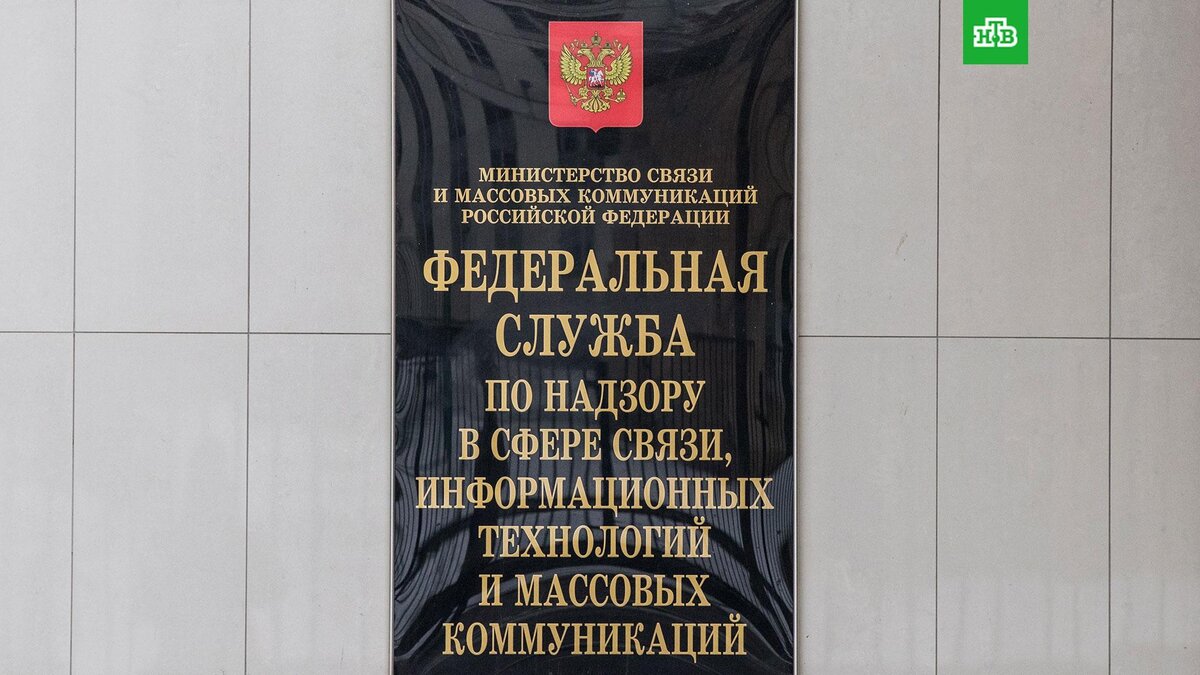 НТВ
МИНИСТЕРСТВО СВЯЗИ
И МАССОВЫХ КОММУНИКАЦИЙ
РОССИЙСКОЙ ФЕДЕРАЦИИ
ФЕДЕРАЛЬНАЯ
СЛУЖБА
ПО НАДЗОРУ
В СФЕРЕ СВЯЗИ,
ИНФОРМАЦИОННЫХ
ТЕХНОЛОГИЙ
И МАССОВЫХ
КОММУНИКАЦИЙ